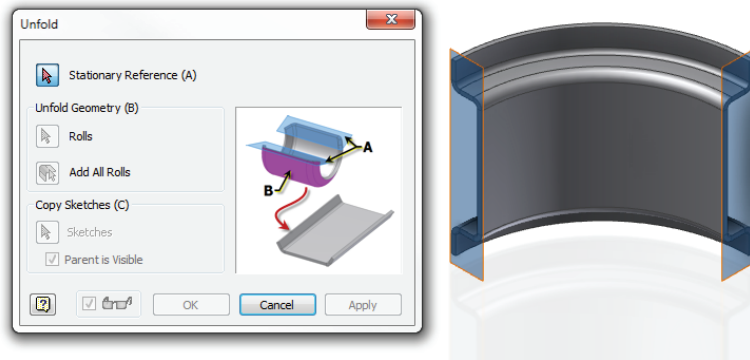 Unfold
Stationary Reference (A)
Unfold Geometry (B)
Rolls
Add All Rolls
A
B
Copy Sketches (C)
Sketches
Parent is Visible
OK
Cancel
Apply